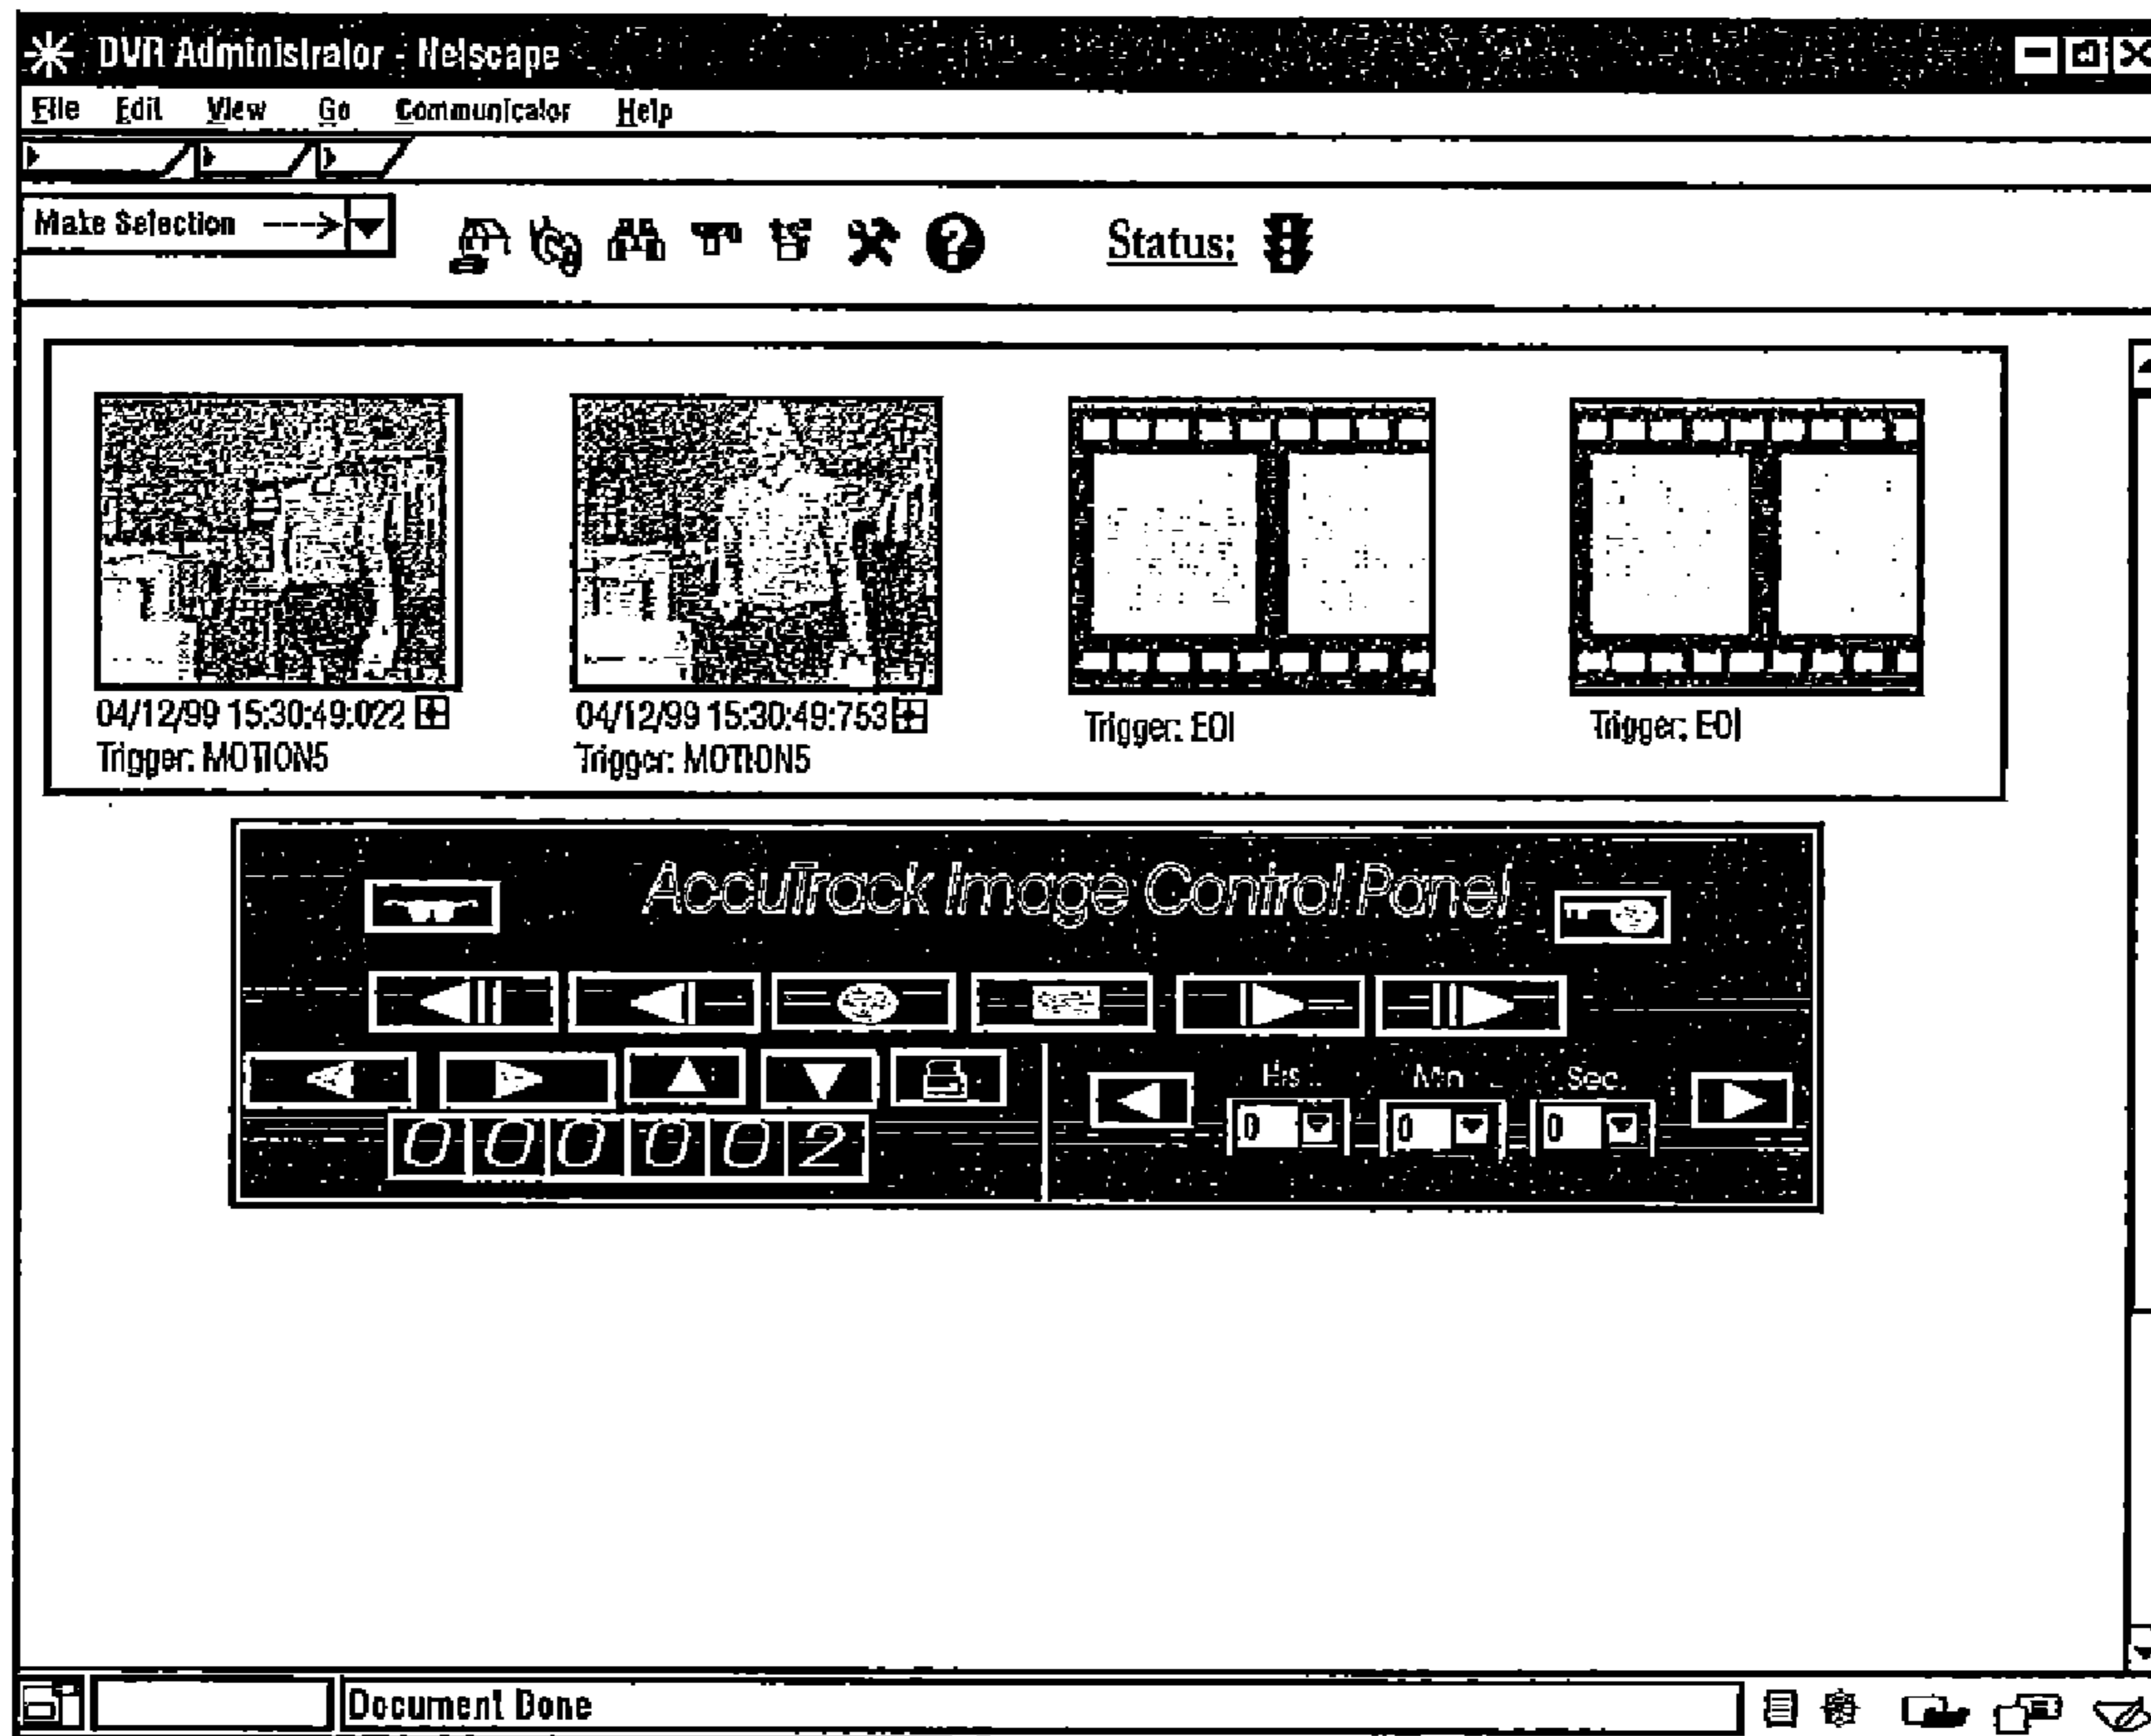 DVR Administrator - Netscape
File Edit View Go Communicator Help
Make Selection --->
Status:
04/12/99 15:30:49:022
Trigger: MOTION5
04/12/99 15:30:49:753
Trigger: MOTION5
Trigger: EOI
Trigger: EOI
AccuTrack Image Control Panel
Hrs Min Sec
000002
0 0 0
Document Done